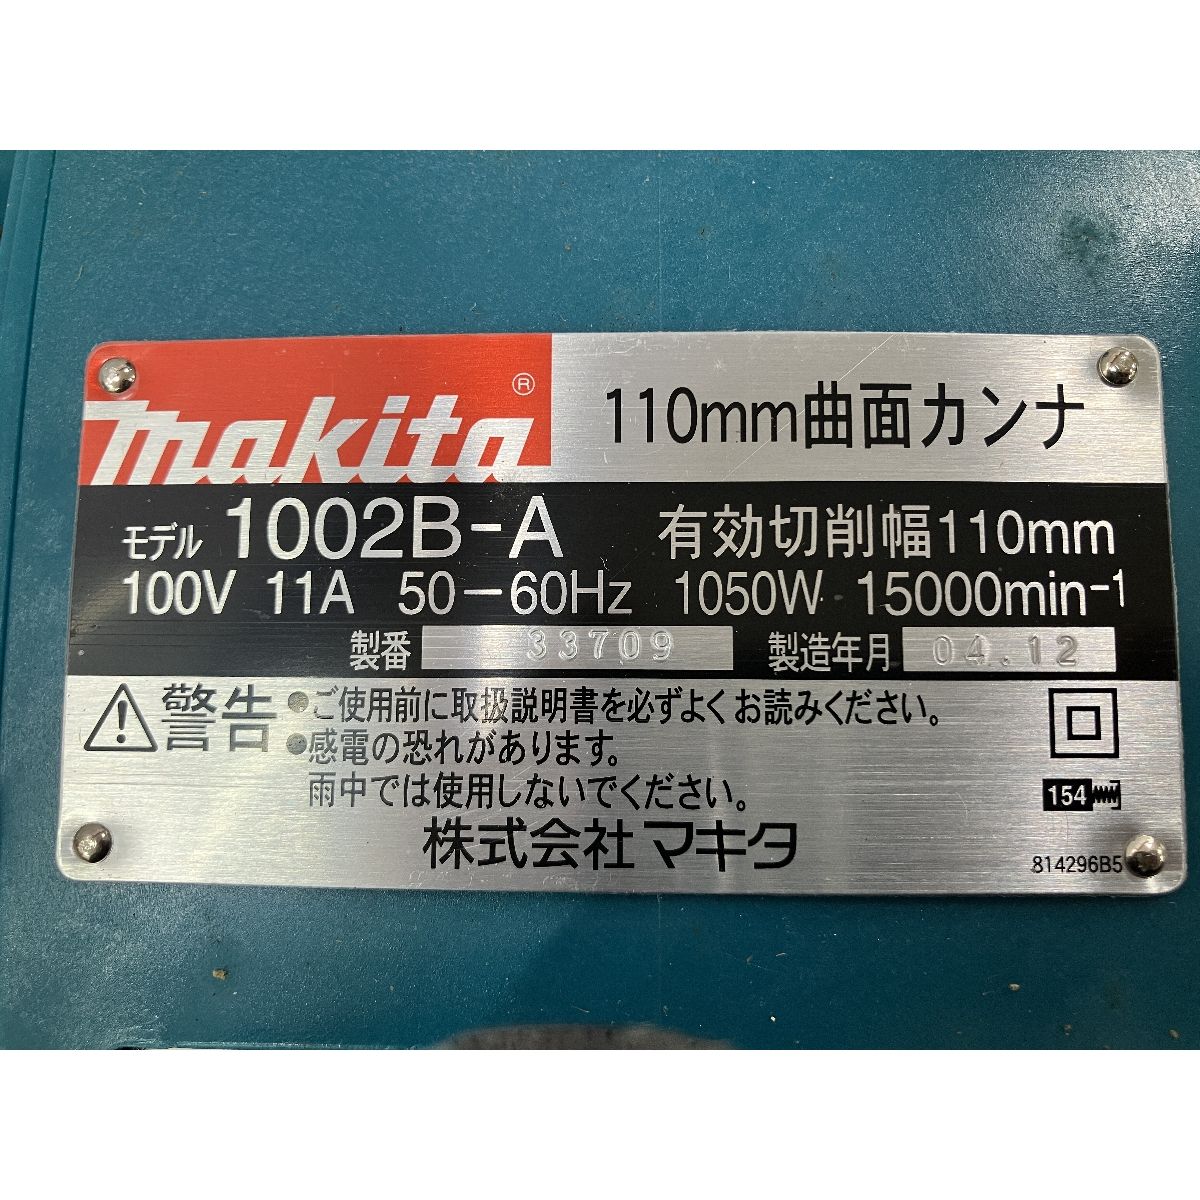 makita®
110mm曲面カンナ
モデル 1002B-A 有効切削幅110mm
100V 11A 50-60Hz 1050W 15000min-1
製番 33709 製造年月 04.12
警告 ●ご使用前に取扱説明書を必ずよくお読みください。
●感電の恐れがあります。
雨中では使用しないでください。
154
株式会社マキタ
814296B5